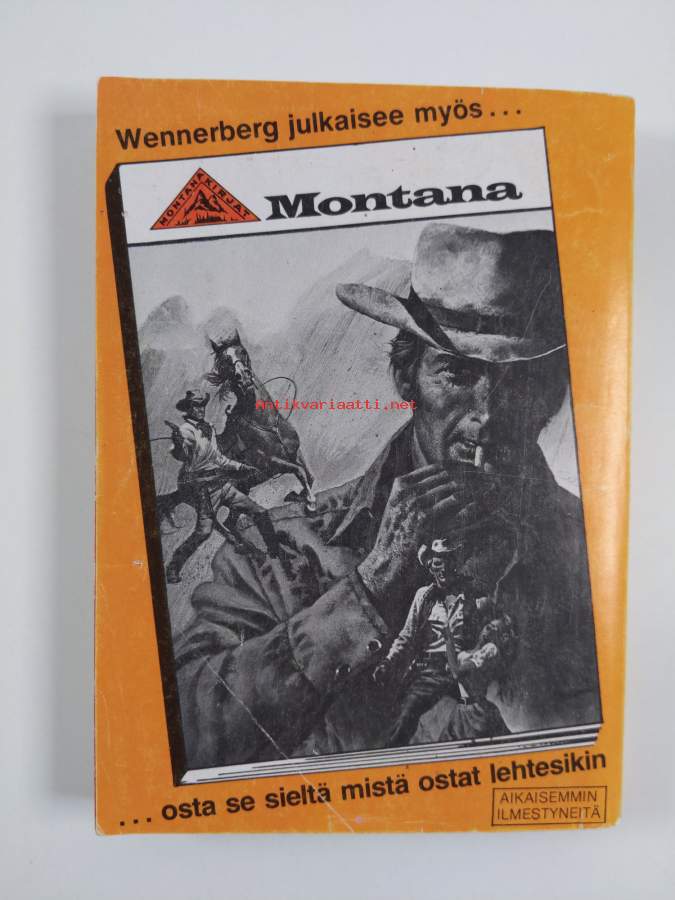 Wennerberg julkaisee myös...
MONTANA KIRJAT
Montana
Antikvariaatti.net
...osta se sieltä mistä ostat lehtesikin
AIKAISEMMIN
ILMESTYNEITÄ